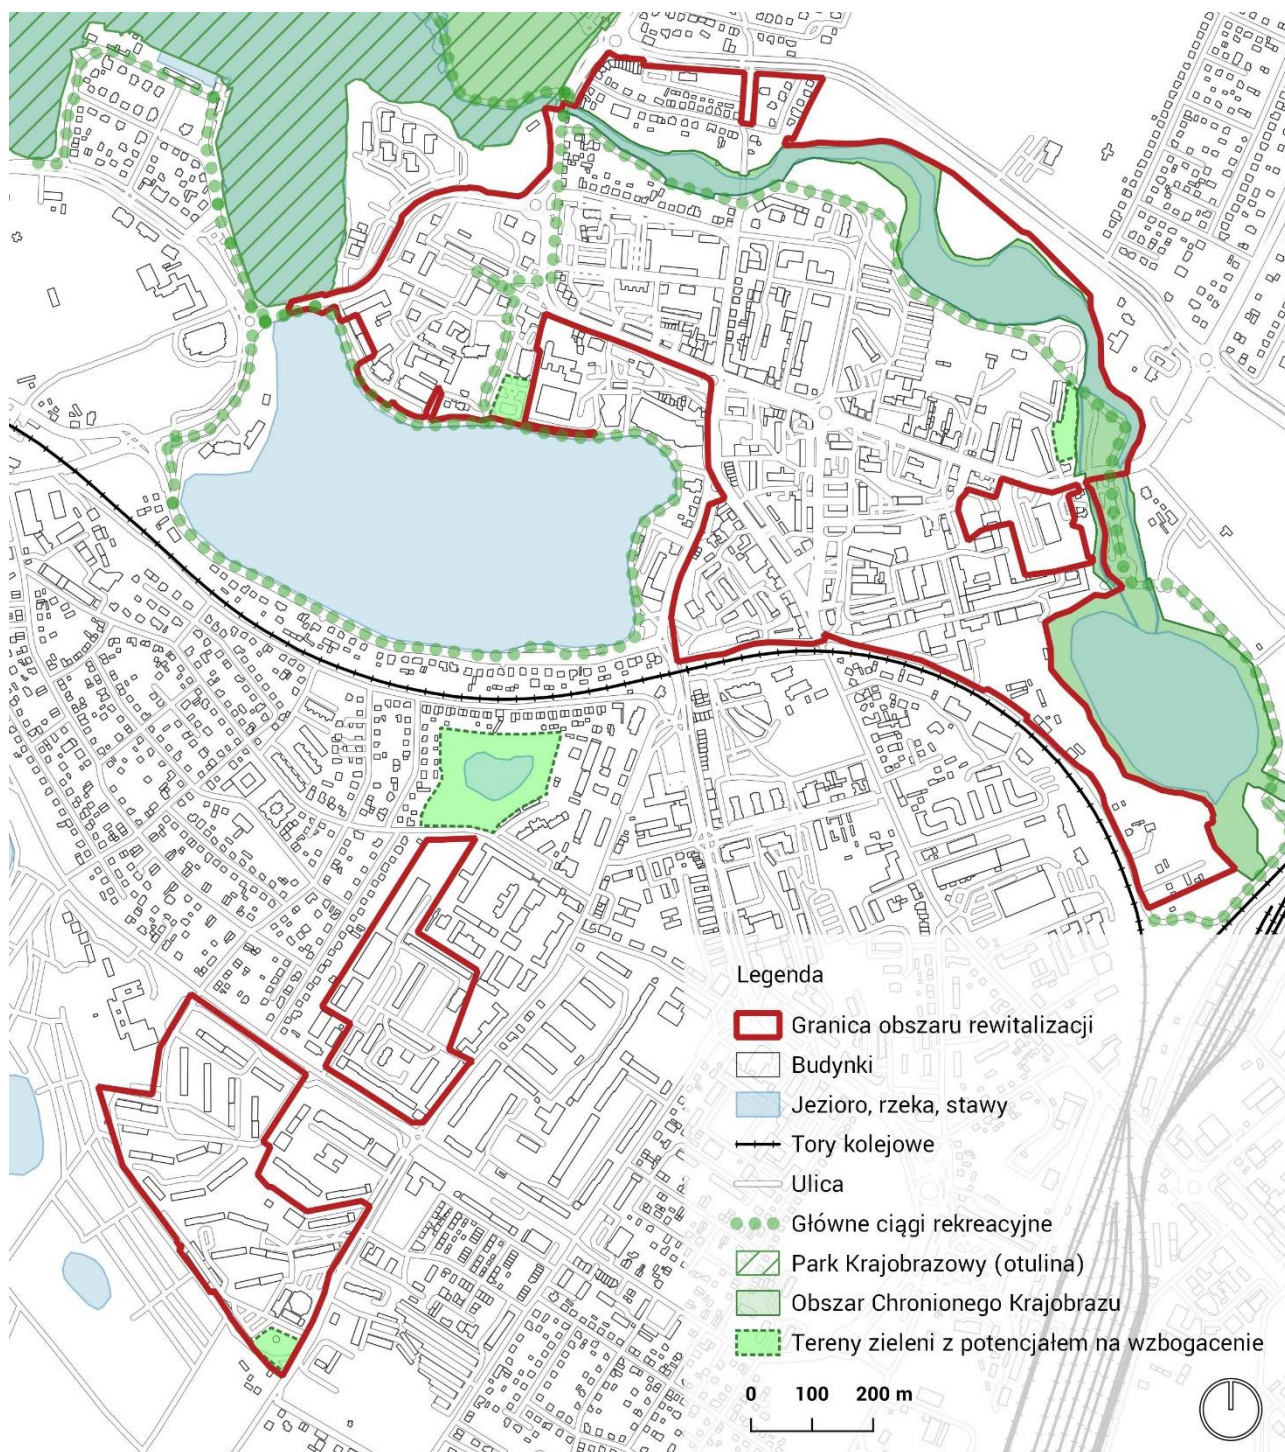 Legenda
Granica obszaru rewitalizacji
Budynki
Jezioro, rzeka, stawy
Tory kolejowe
Ulica
Główne ciągi rekreacyjne
Park Krajobrazowy (otulina)
Obszar Chronionego Krajobrazu
Tereny zieleni z potencjałem na wzbogacenie
0 100 200 m